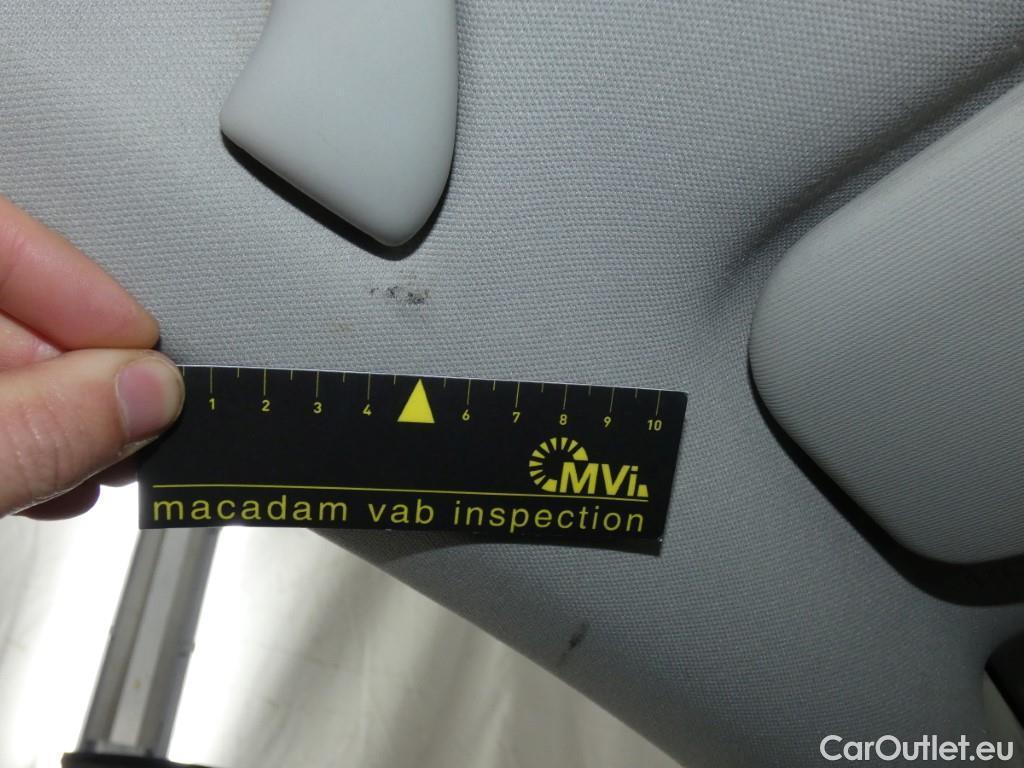 1 2 3 4 6 7 8 9 10
MVi.
macadam vab inspection
CarOutlet.eu